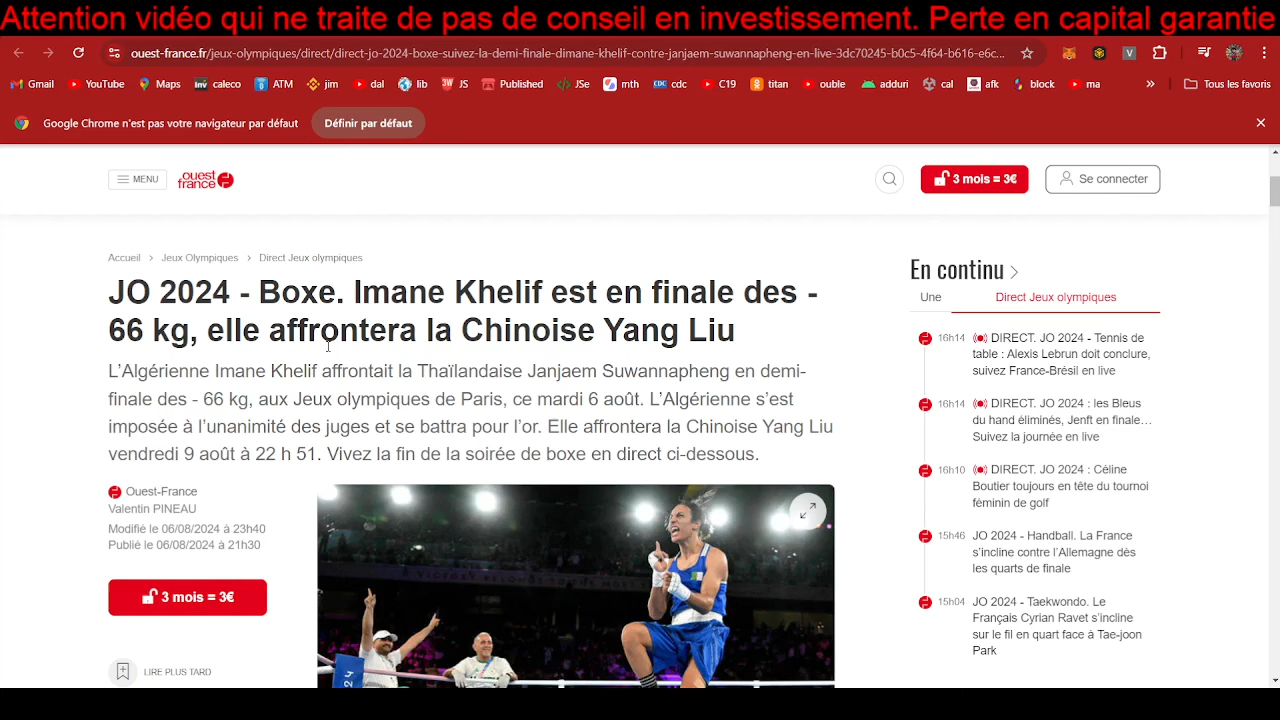 Attention vidéo qui ne traite de pas de conseil en investissement. Perte en capital garantie
ouest-france.fr/jeux-olympiques/direct/direct-jo-2024-boxe-suivez-la-demi-finale-dimane-khelif-contre-janjaem-suwannapheng-en-live-3dc70245-b0c5-4f64-b616-e6c...
Gmail YouTube Maps caleco ATM jim dal lib JS Published JSe mth cdc C19 titan ouble adduri cal afk block ma » Tous les favoris
Google Chrome n'est pas votre navigateur par défaut Définir par défaut
MENU ouest france 3 mois = 3€ Se connecter
Accueil > Jeux Olympiques > Direct Jeux olympiques
JO 2024 - Boxe. Imane Khelif est en finale des -
66 kg, elle affrontera la Chinoise Yang Liu
L'Algérienne Imane Khelif affrontait la Thaïlandaise Janjaem Suwannapheng en demi-
finale des - 66 kg, aux Jeux olympiques de Paris, ce mardi 6 août. L'Algérienne s'est
imposée à l'unanimité des juges et se battra pour l'or. Elle affrontera la Chinoise Yang Liu
vendredi 9 août à 22 h 51. Vivez la fin de la soirée de boxe en direct ci-dessous.
Ouest-France
Valentin PINEAU
Modifié le 06/08/2024 à 23h40
Publié le 06/08/2024 à 21h30
3 mois = 3€
LIRE PLUS TARD
En continu >
Une Direct Jeux olympiques
16h14 DIRECT. JO 2024 - Tennis de
table : Alexis Lebrun doit conclure,
suivez France-Brésil en live
16h14 DIRECT. JO 2024 : les Bleus
du hand éliminés, Jenft en finale…
Suivez la journée en live
16h10 DIRECT. JO 2024 : Céline
Boutier toujours en tête du tournoi
féminin de golf
15h46 JO 2024 - Handball. La France
s'incline contre l'Allemagne dès
les quarts de finale
15h04 JO 2024 - Taekwondo. Le
Français Cyrian Ravet s'incline
sur le fil en quart face à Tae-joon
Park